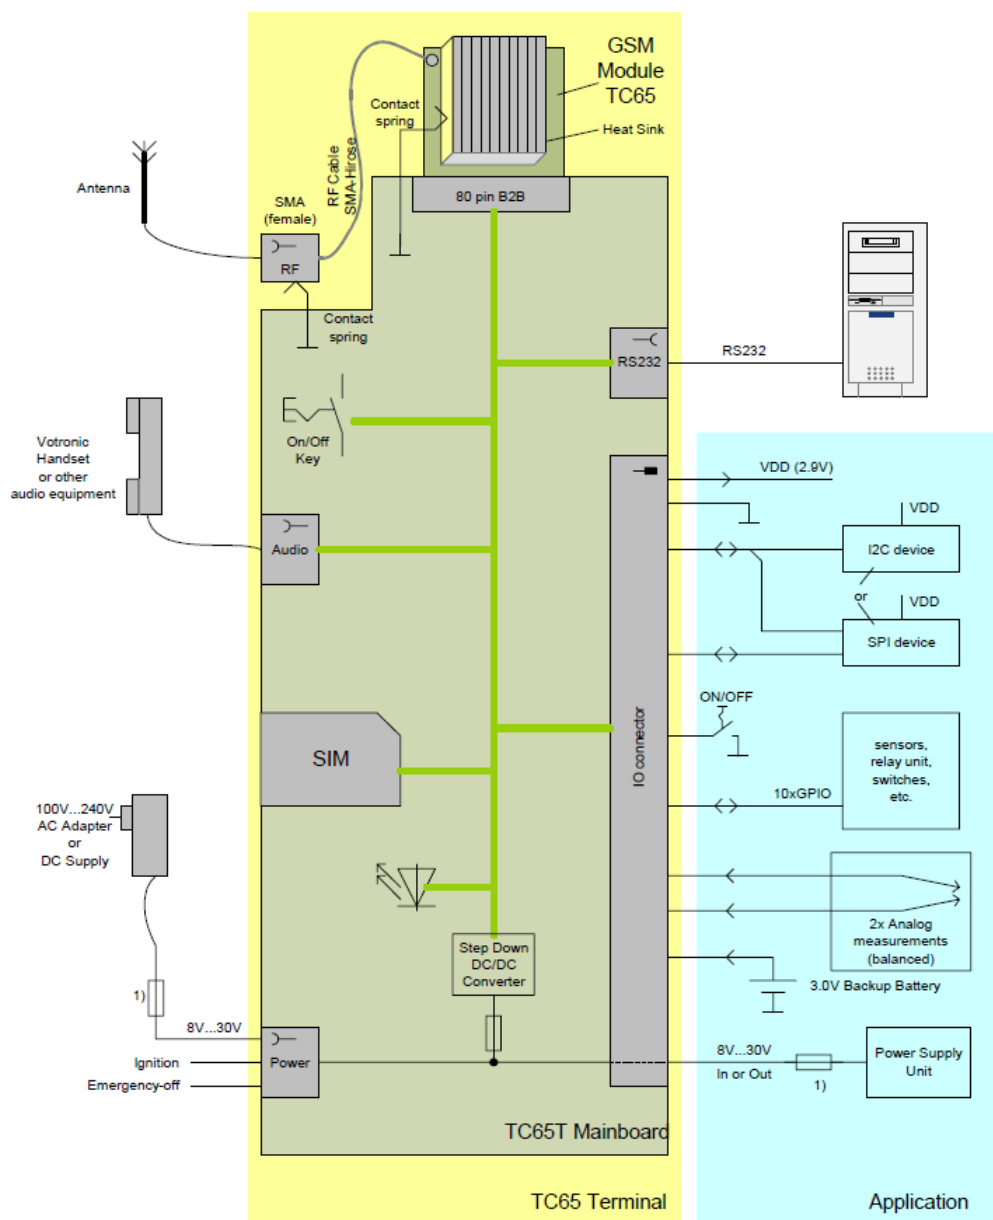 GSM
Module
TC65
Heat Sink
Contact
spring
RF Cable
SMA-Hirose
Antenna
SMA
(female)
80 pin B2B
RF
Contact
spring
RS232
RS232
On/Off
Key
Votronic
Handset
or other
audio equipment
Audio
VDD (2.9V)
VDD
I2C device
or
VDD
SPI device
SIM
IO connector
ON/OFF
sensors,
relay unit,
switches,
etc.
10xGPIO
100V...240V
AC Adapter
or
DC Supply
2x Analog
measurements
(balanced)
Step Down
DC/DC
Converter
3.0V Backup Battery
1)
8V...30V
Ignition
Emergency-off
Power
8V...30V
In or Out
1)
Power Supply
Unit
TC65T Mainboard
TC65 Terminal
Application